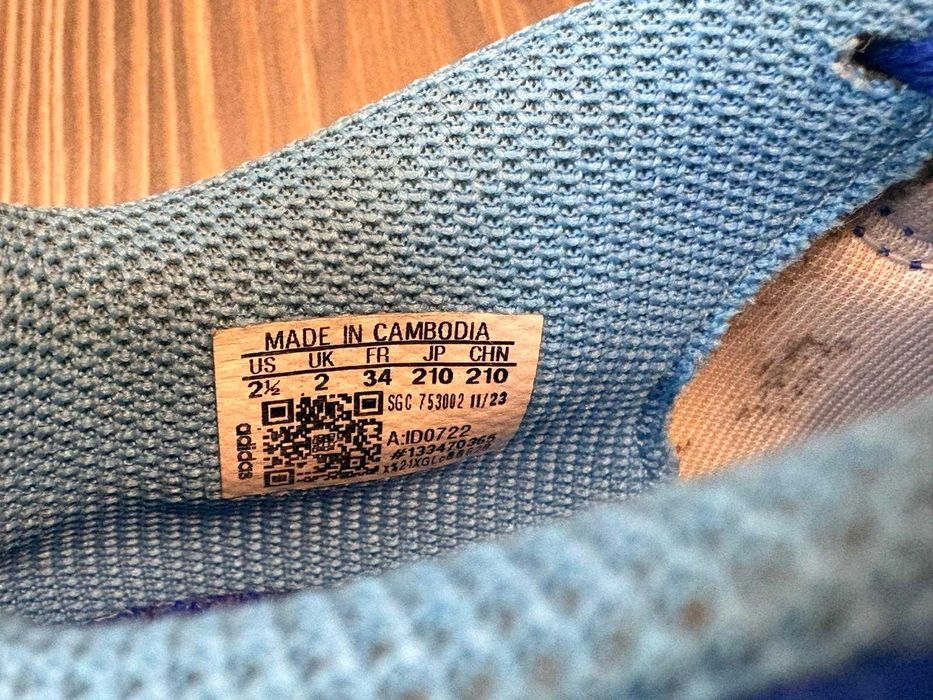 MADE IN CAMBODIA
US UK FR JP CHN
2½ 2 34 210 210
SGC 753002 11/23
adidas
A:ID0722
#133470365